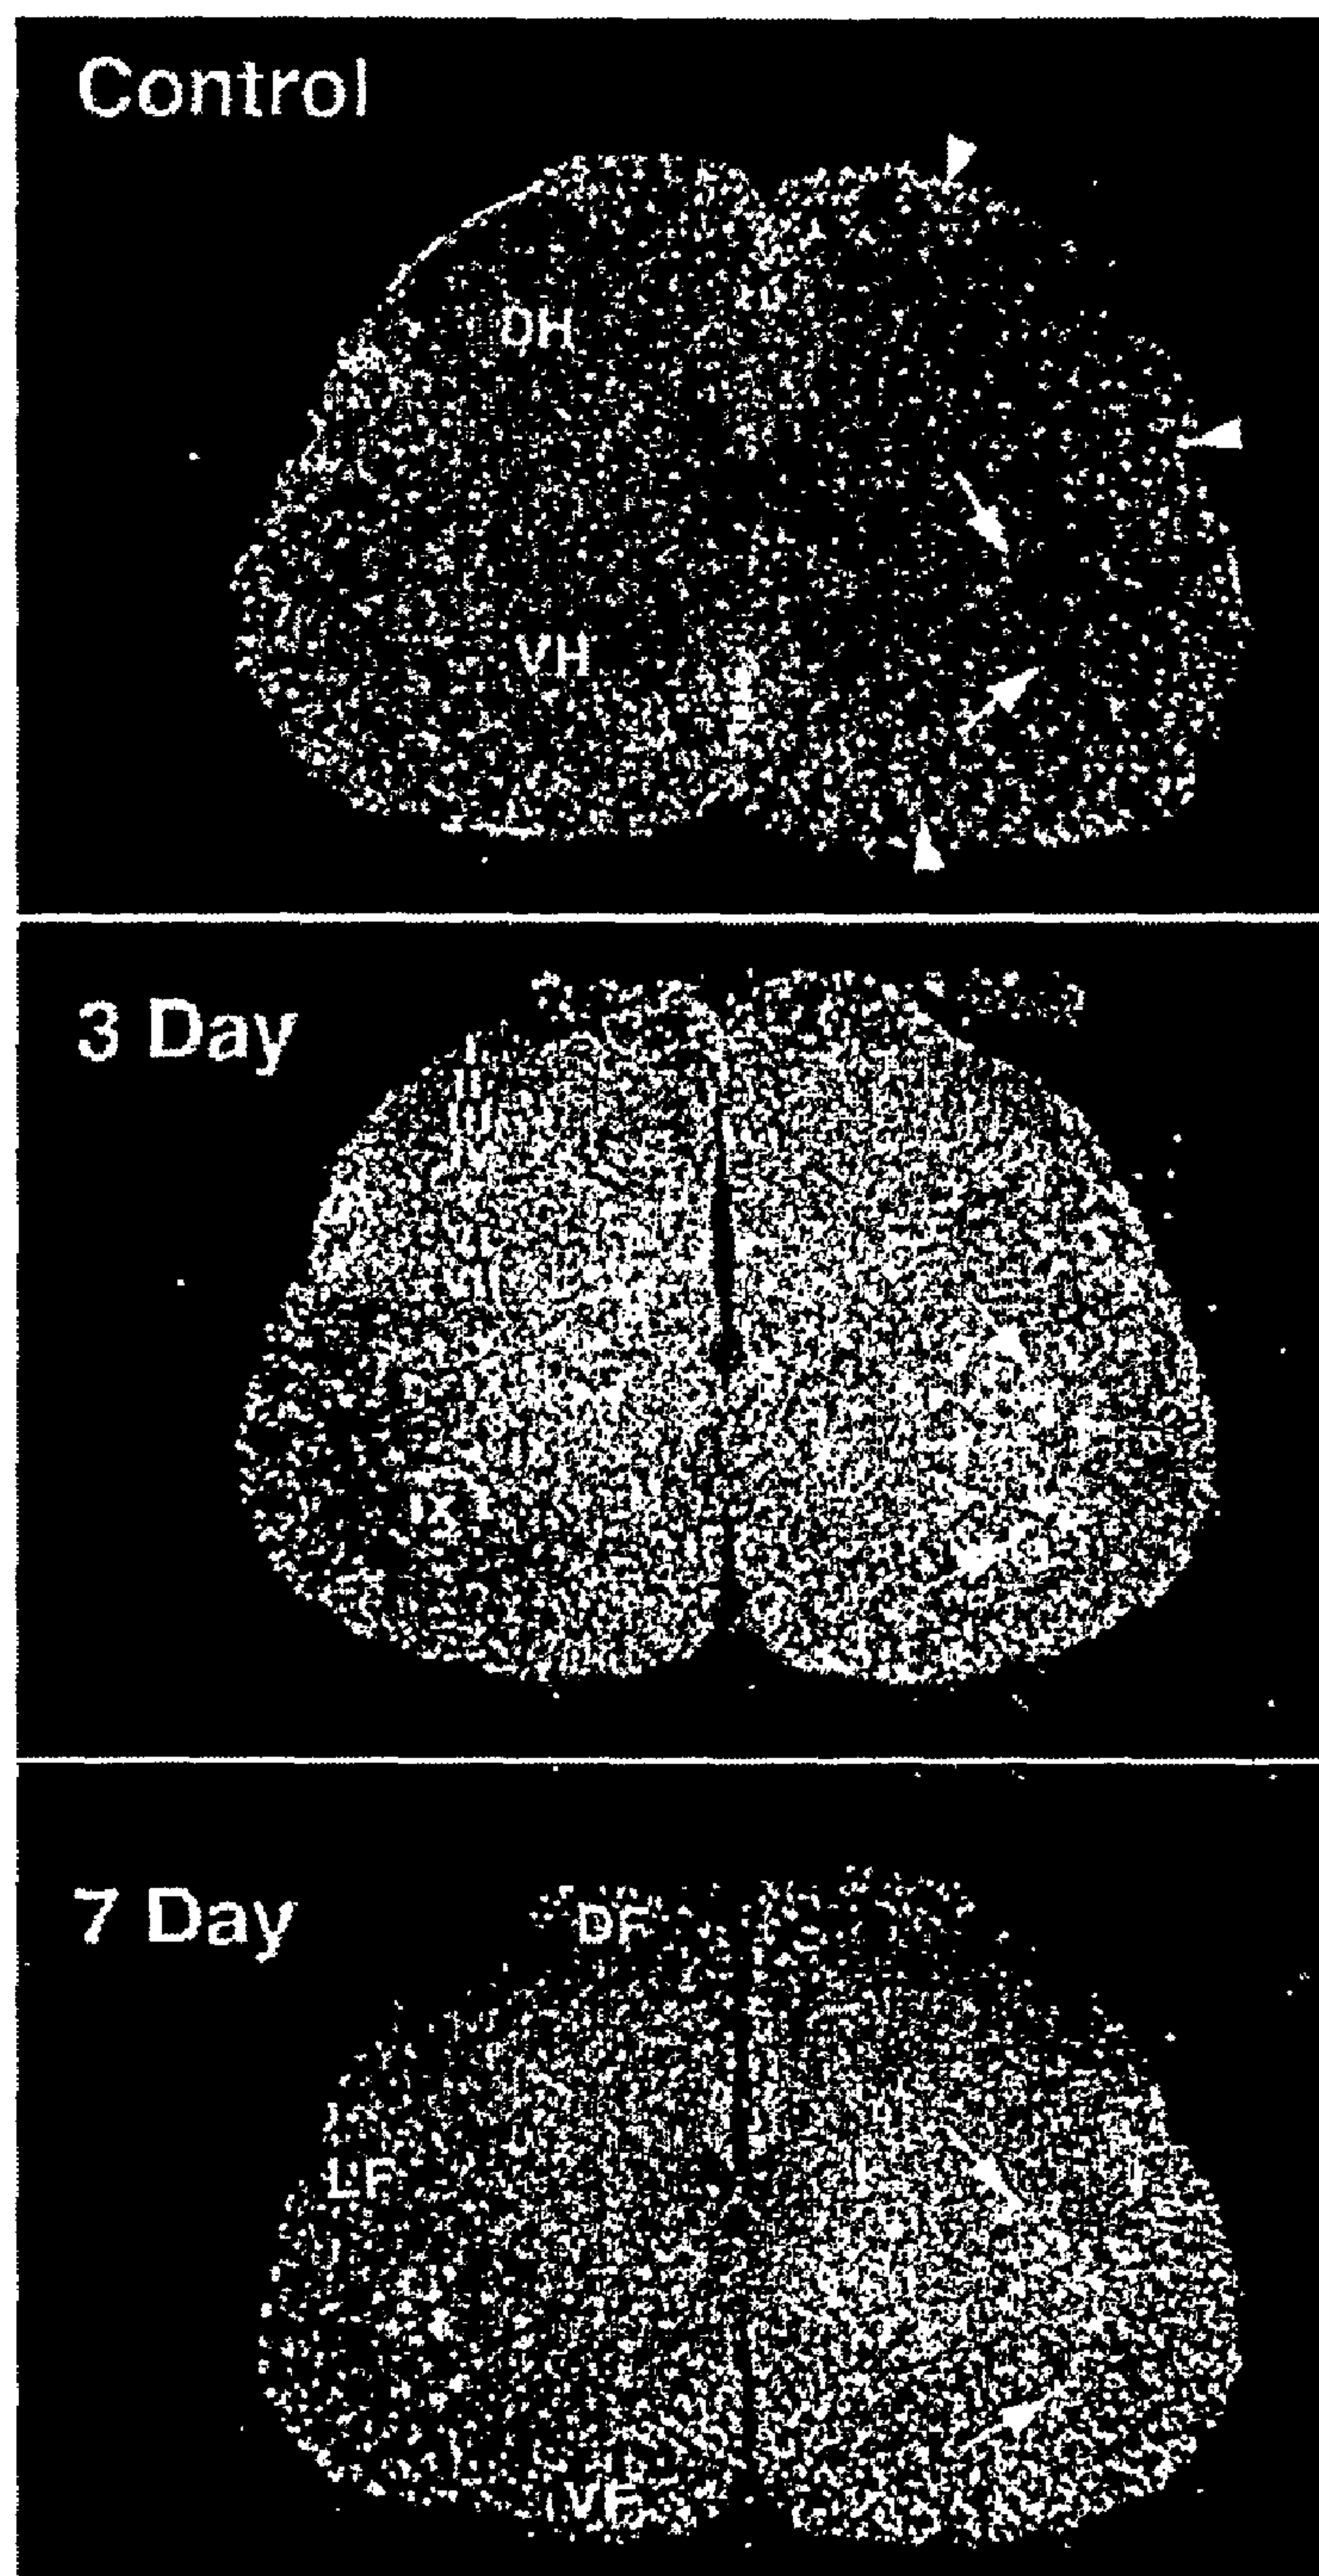 Control
DH
VH
3 Day
IX
7 Day
DF
LF
VF